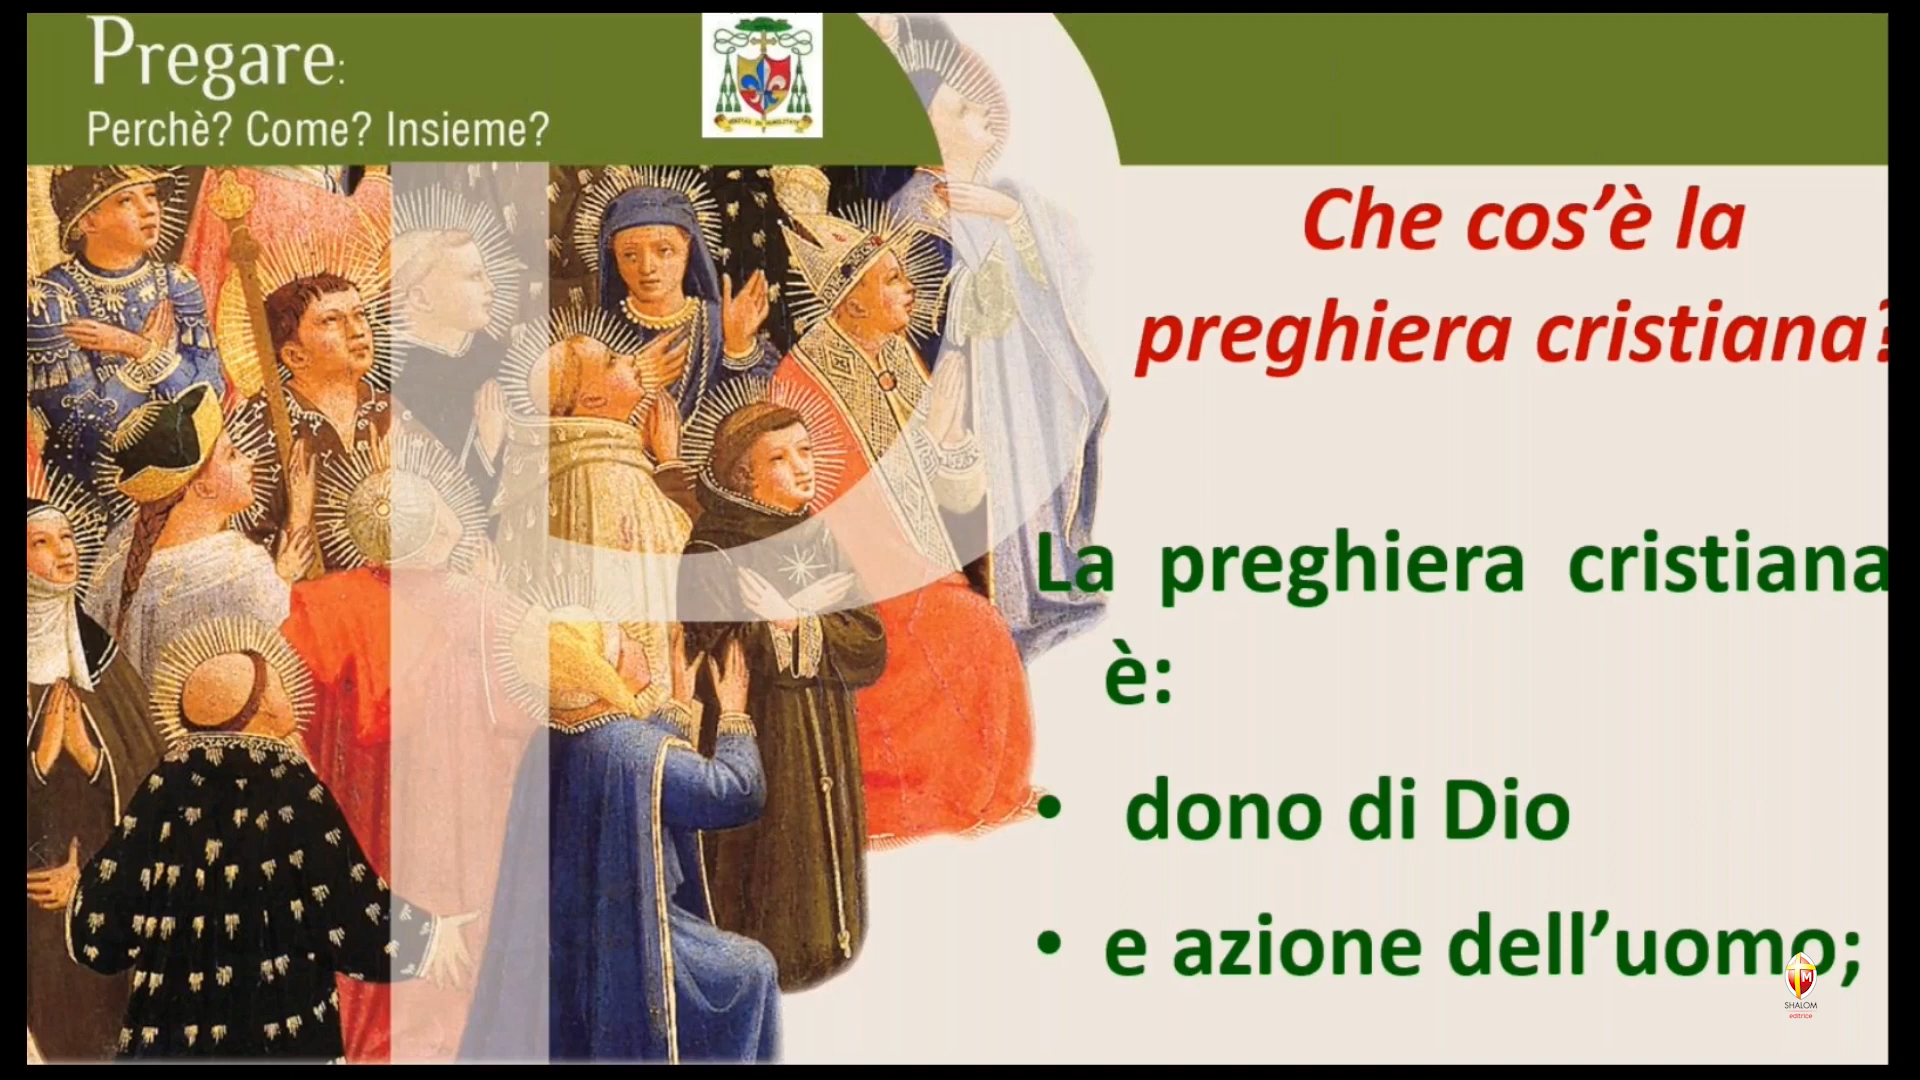 Pregare:
Perchè? Come? Insieme?
Che cos’è la
preghiera cristiana?
La preghiera cristiana
è:
• dono di Dio
• e azione dell’uomo;
M
SHALOM
editrice